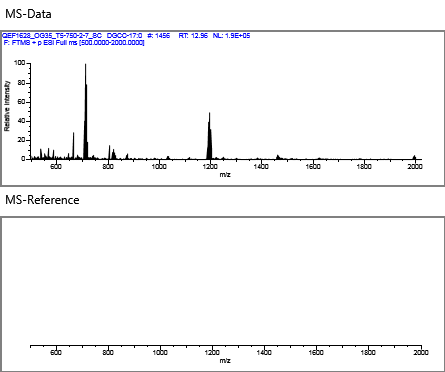 MS-Data
QEF1628_OG35_T5-750-2-7_BC DGCC-17:0 #: 1456 RT: 12.96 NL: 1.9E+05
F: FTMS + p ESI Full ms [500.0000-2000.0000]
Relative Intensity
100
80
60
40
20
0
600 800 1000 1200 1400 1600 1800 2000
m/z
MS-Reference
600 800 1000 1200 1400 1600 1800 2000
m/z